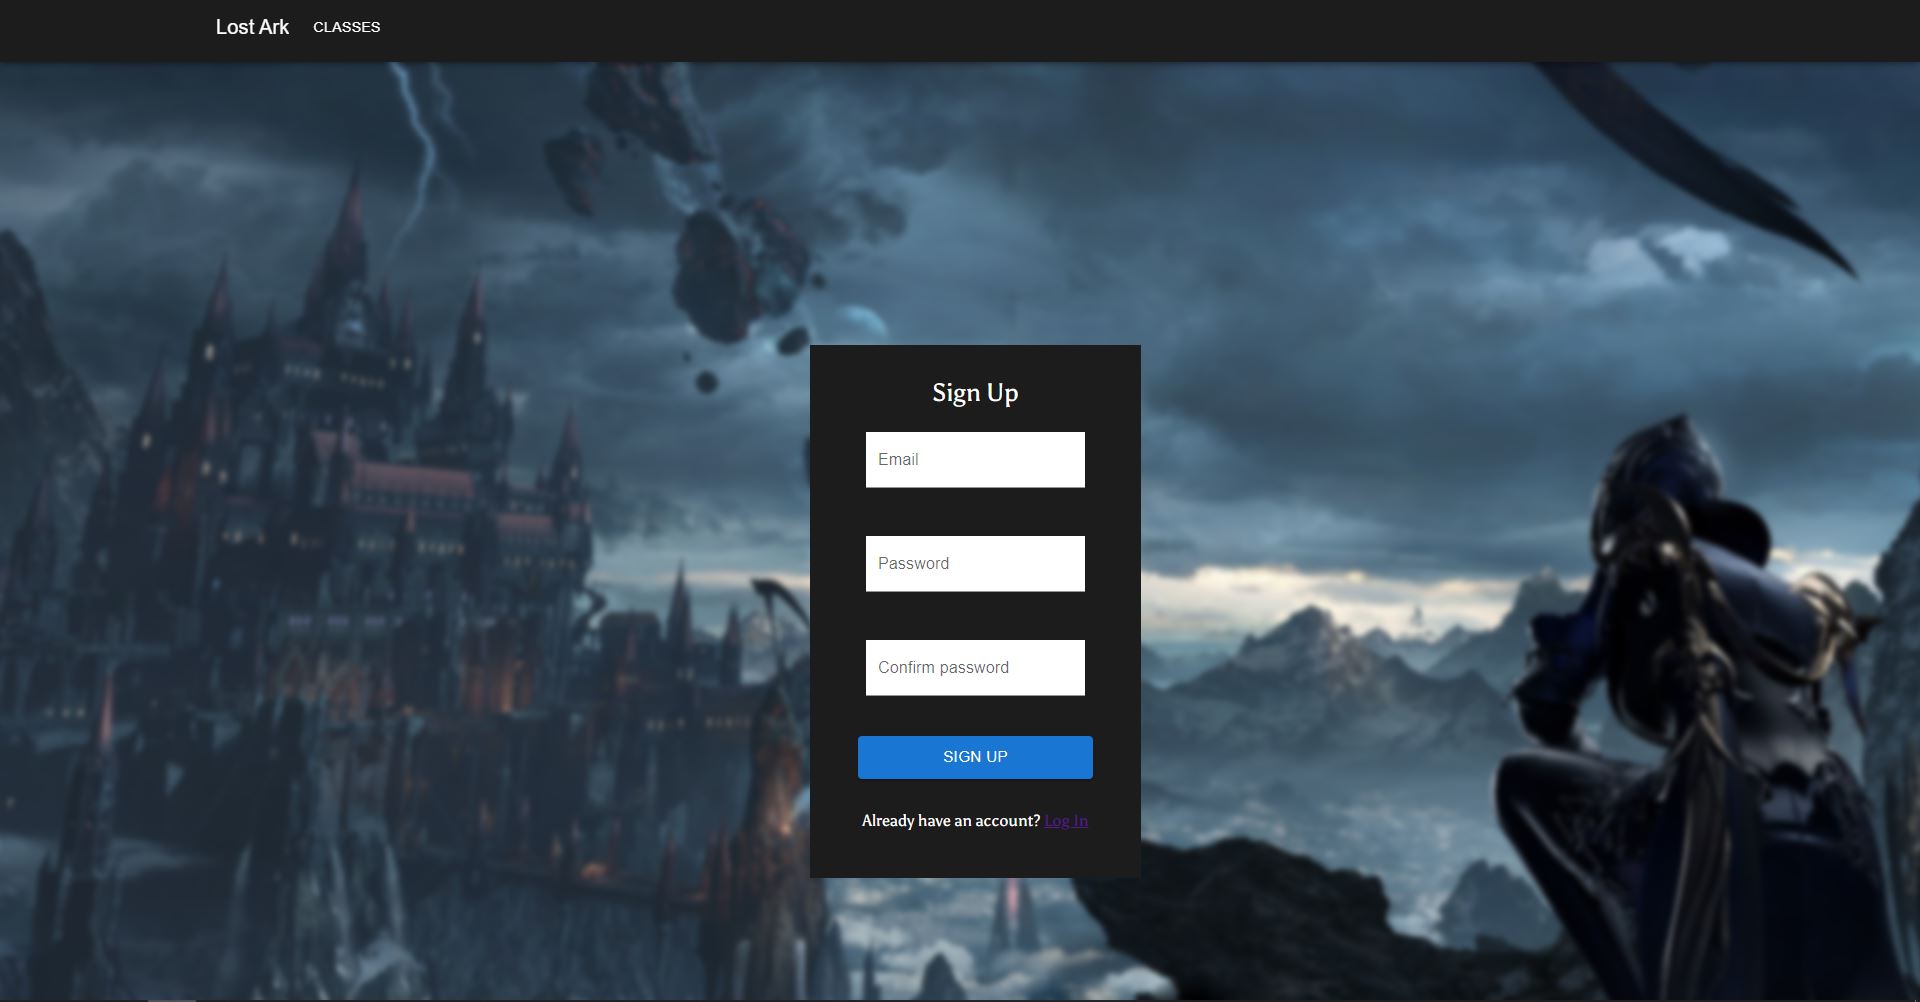 Lost Ark CLASSES
Sign Up
Email
Password
Confirm password
SIGN UP
Already have an account? Log In